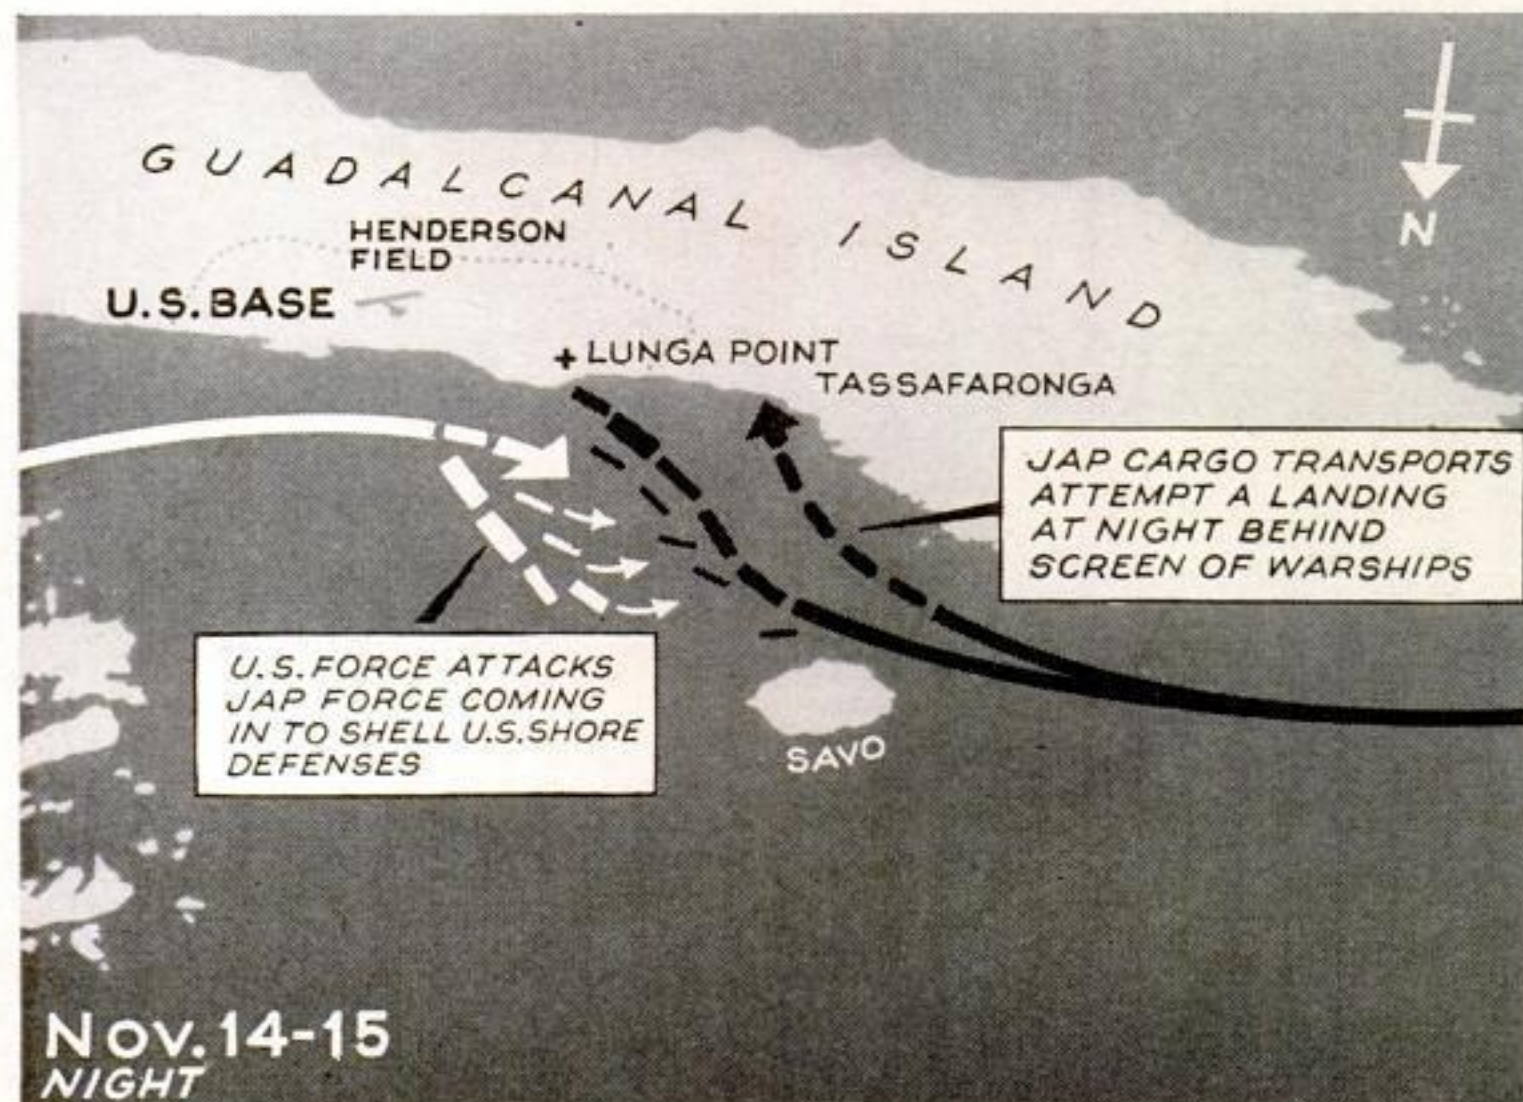 GUADALCANAL ISLAND
N
HENDERSON
FIELD
U.S. BASE
LUNGA POINT
TASSAFARONGA
JAP CARGO TRANSPORTS
ATTEMPT A LANDING
AT NIGHT BEHIND
SCREEN OF WARSHIPS
U.S. FORCE ATTACKS
JAP FORCE COMING
IN TO SHELL U.S. SHORE
DEFENSES
SAVO
Nov. 14-15
NIGHT